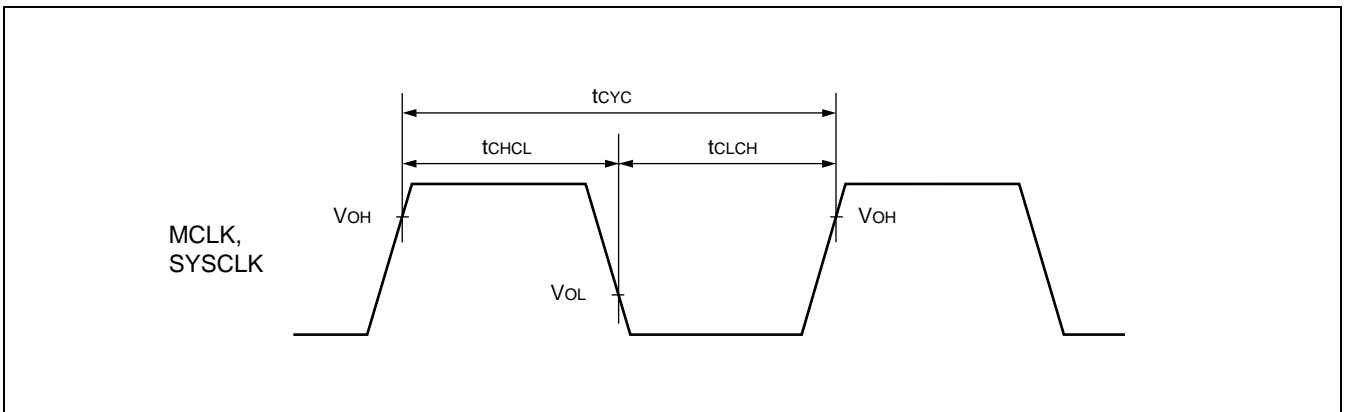 tCYC
tCHCL
tCLCH
VOH
VOH
MCLK,
SYSCLK
VOL